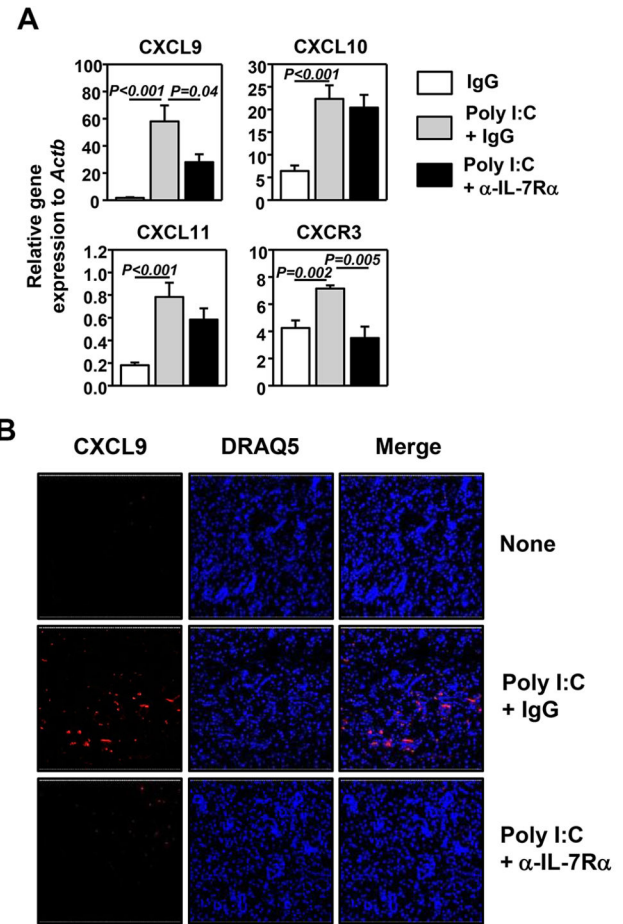 A
CXCL9
100
80
60
40
20
0
P<0.001
P=0.04
CXCL10
30
25
20
15
10
5
0
P<0.001
IgG
Poly I:C
+ IgG
Poly I:C
+ α-IL-7Rα
Relative gene
expression to Actb
CXCL11
1.2
1.0
0.8
0.6
0.4
0.2
0.0
P<0.001
CXCR3
10
8
6
4
2
0
P=0.002
P=0.005
B
CXCL9
DRAQ5
Merge
None
Poly I:C
+ IgG
Poly I:C
+ α-IL-7Rα